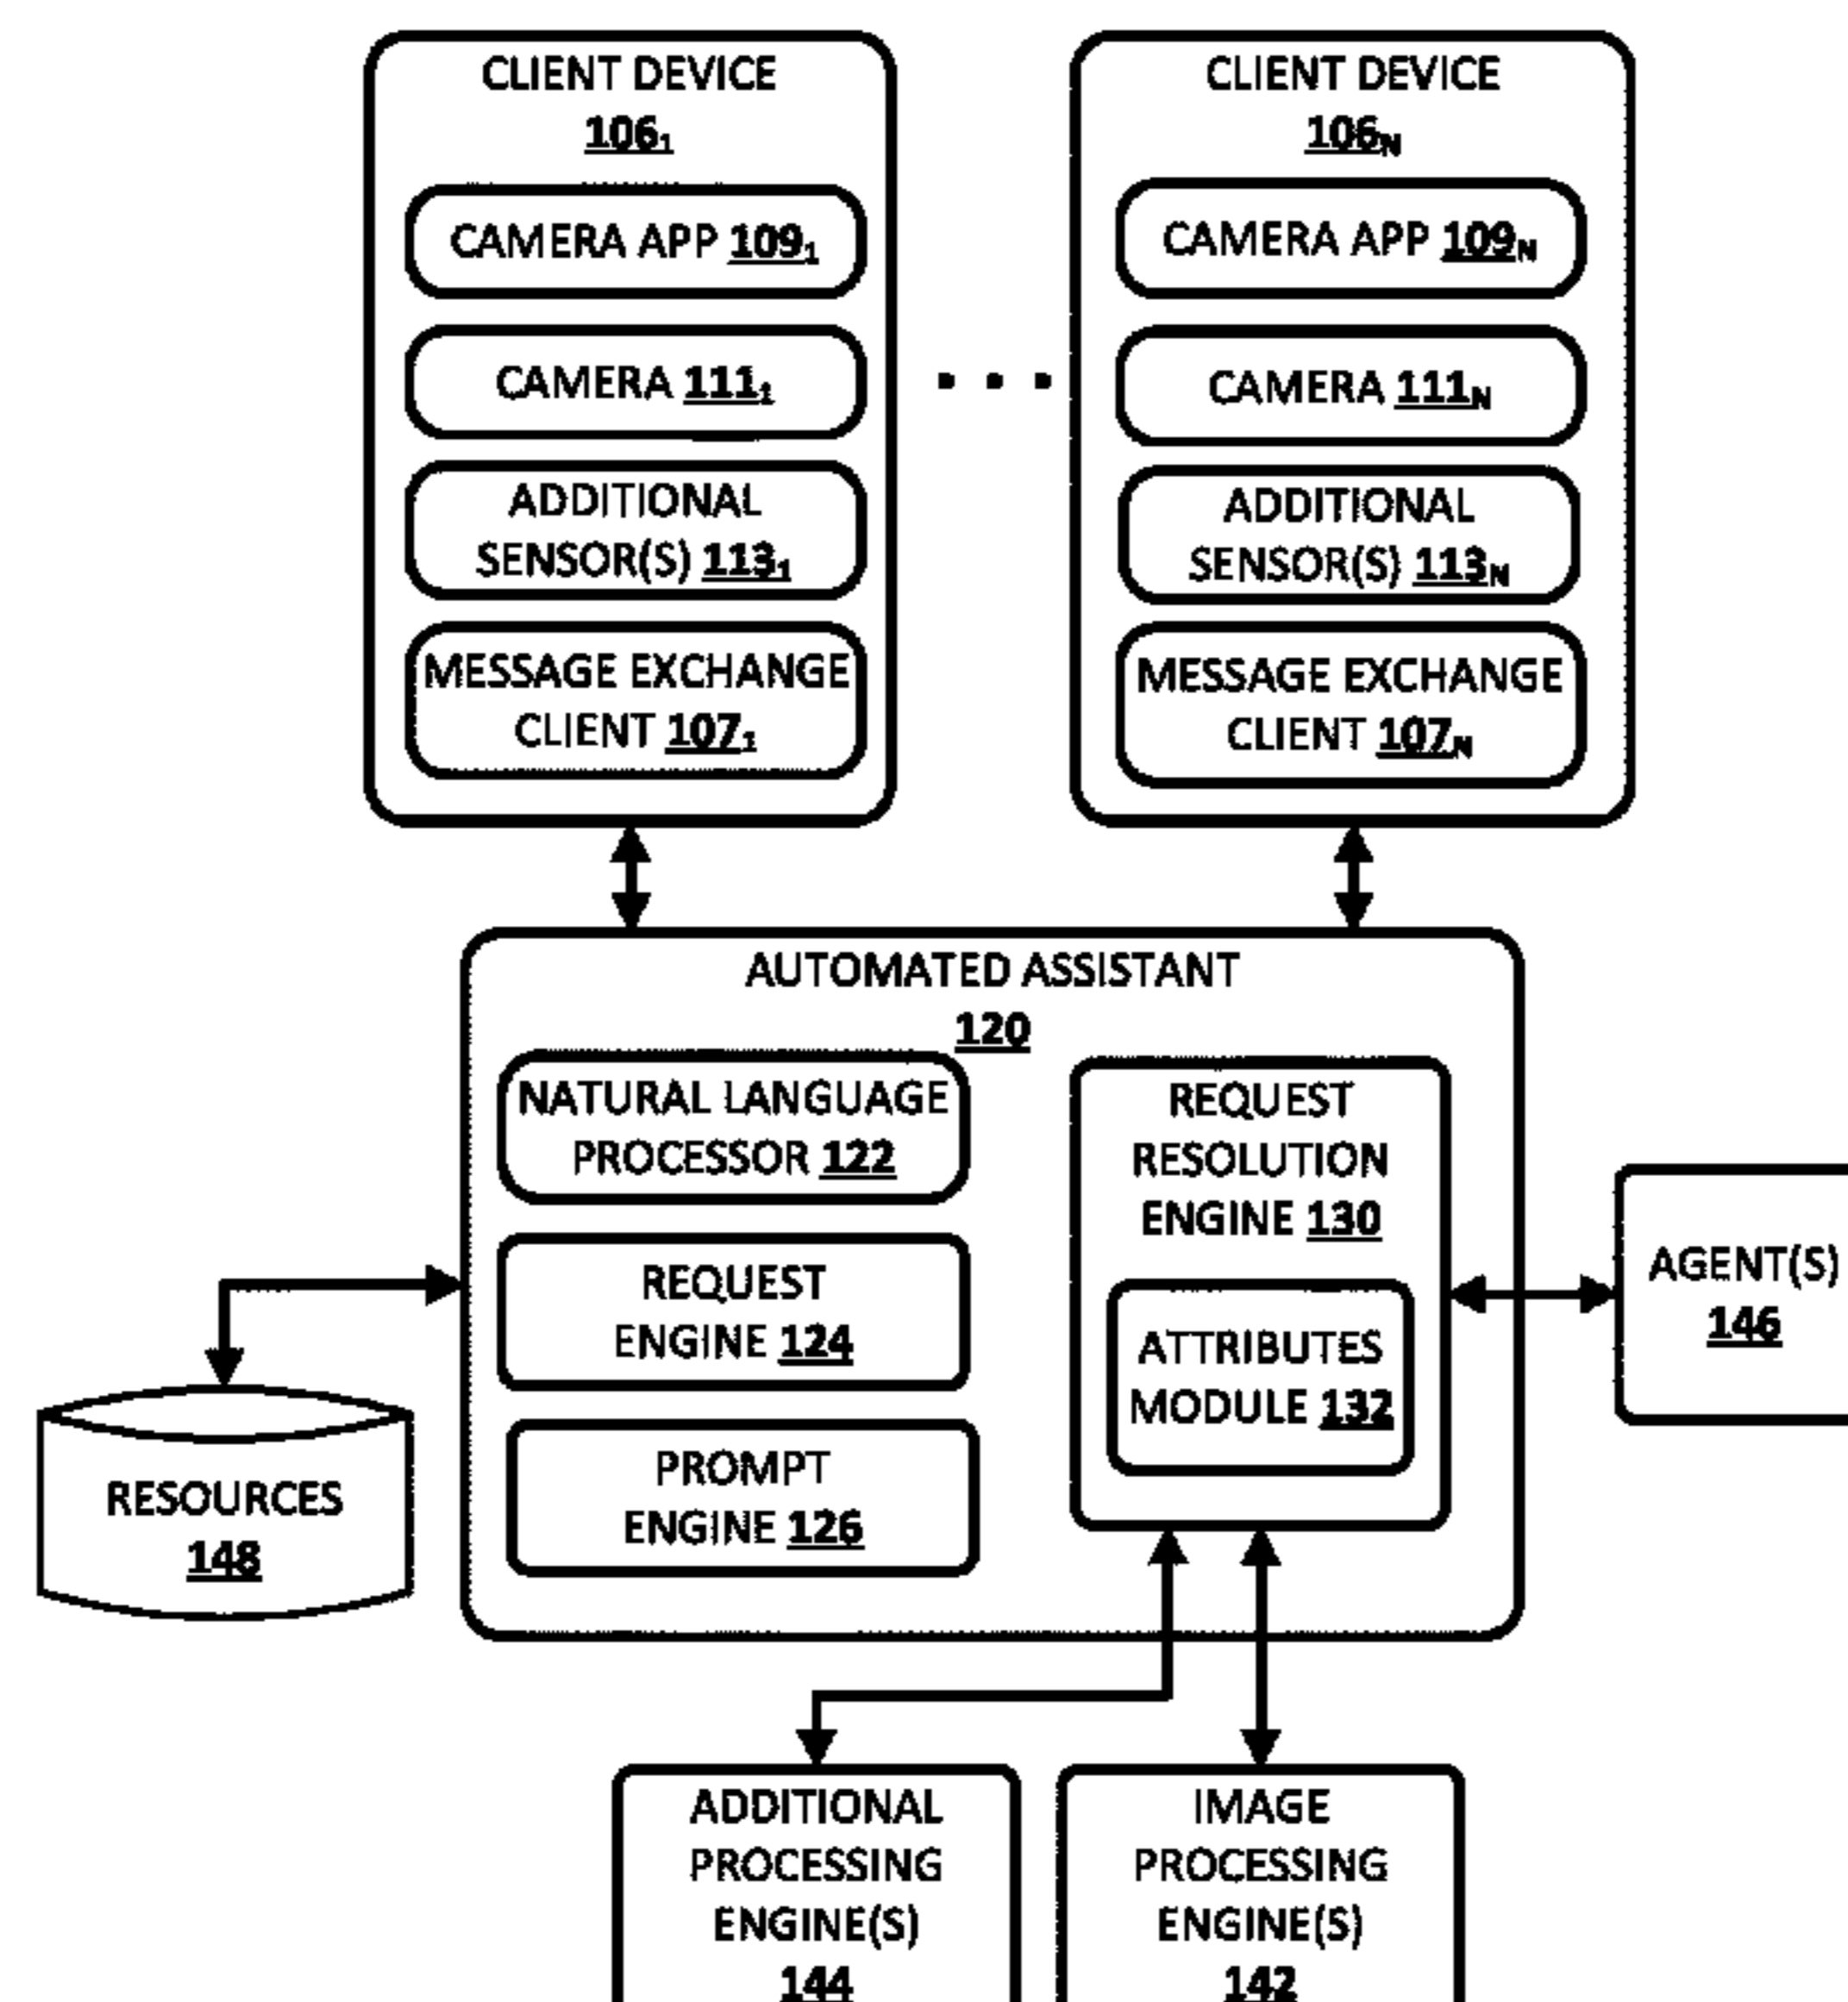 CLIENT DEVICE
106₁
CAMERA APP 109₁
CAMERA 111₁
ADDITIONAL
SENSOR(S) 113₁
MESSAGE EXCHANGE
CLIENT 107₁
. . .
CLIENT DEVICE
106N
CAMERA APP 109N
CAMERA 111N
ADDITIONAL
SENSOR(S) 113N
MESSAGE EXCHANGE
CLIENT 107N
AUTOMATED ASSISTANT
120
NATURAL LANGUAGE
PROCESSOR 122
REQUEST
ENGINE 124
PROMPT
ENGINE 126
REQUEST
RESOLUTION
ENGINE 130
ATTRIBUTES
MODULE 132
AGENT(S)
146
RESOURCES
148
ADDITIONAL
PROCESSING
ENGINE(S)
144
IMAGE
PROCESSING
ENGINE(S)
142